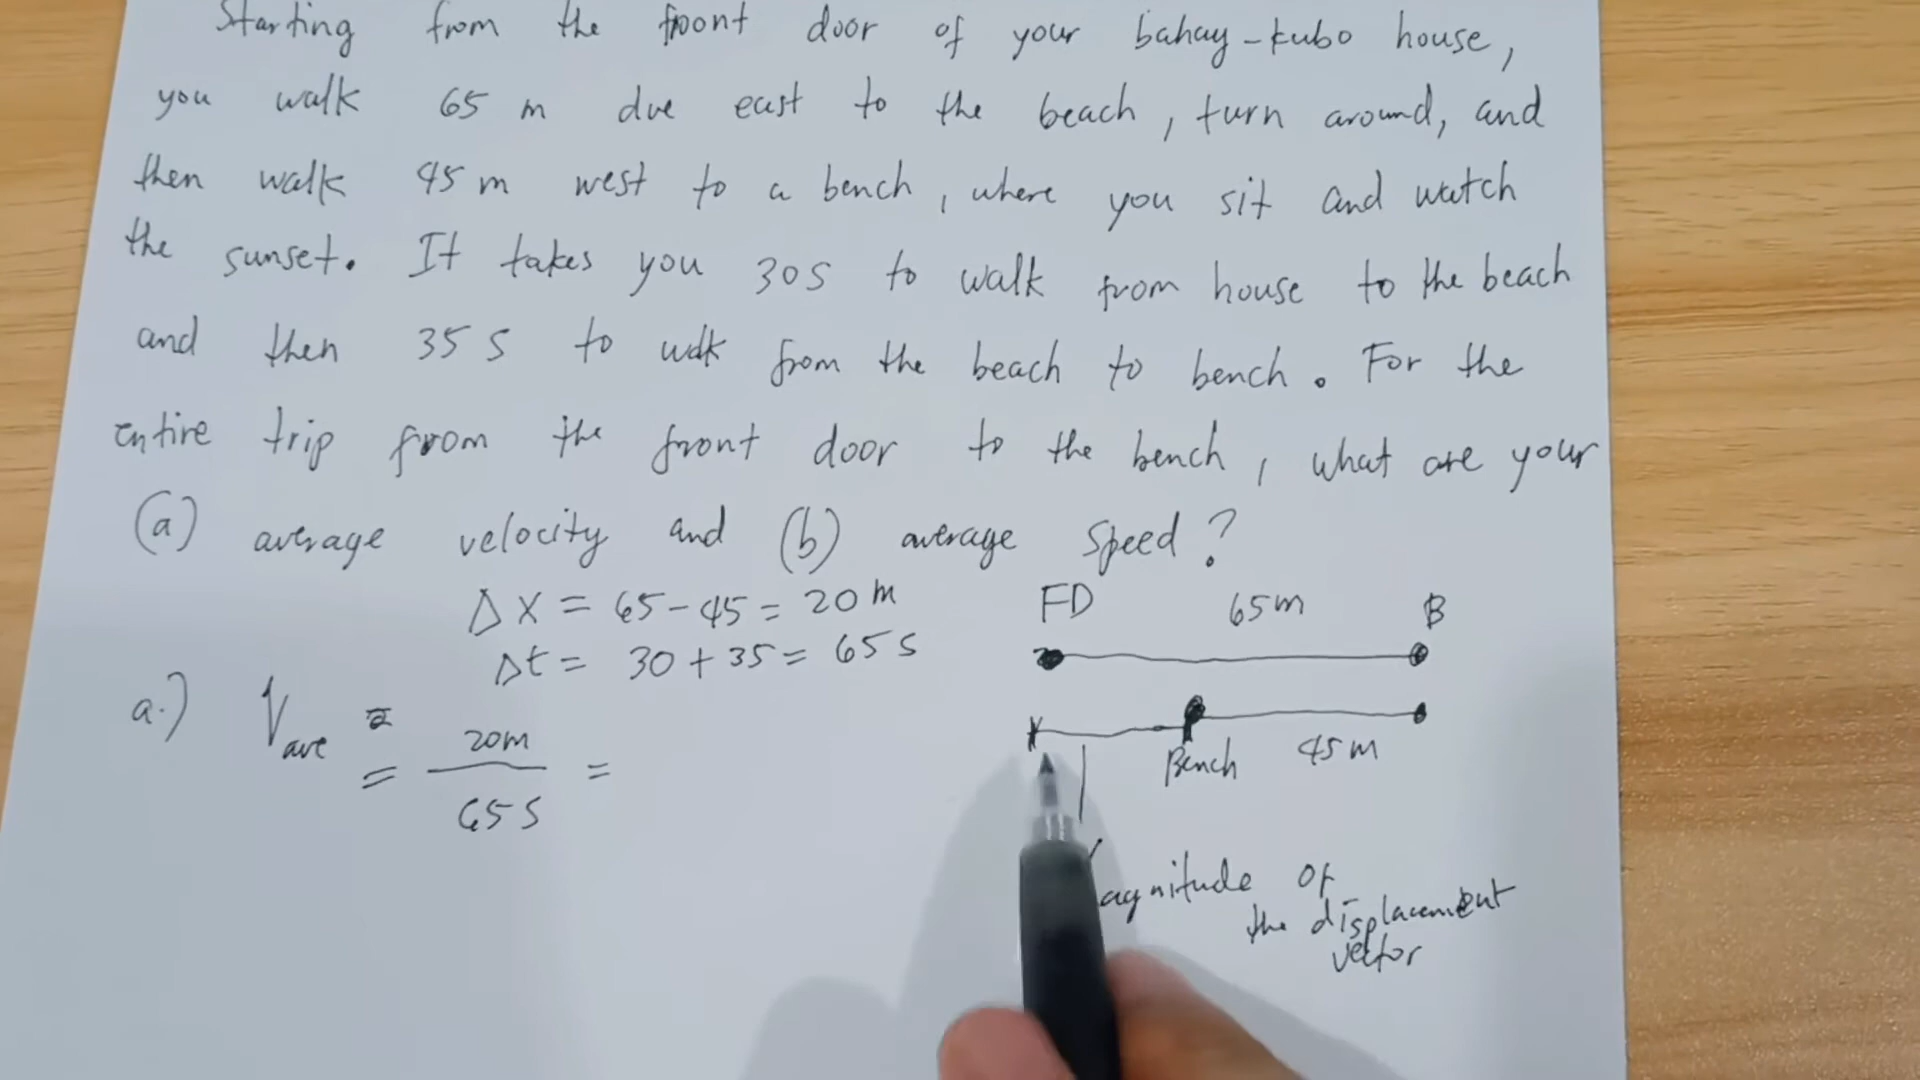 Starting from the front door of your bahay-kubo house,
you walk 65 m due east to the beach, turn around, and
then walk 45 m west to a bench, where you sit and watch
the sunset. It takes you 30 s to walk from house to the beach
and then 35 s to walk from the beach to bench. For the
entire trip from the front door to the bench, what are your
(a) average velocity and (b) average speed?
Δx = 65 - 45 = 20 m
Δt = 30 + 35 = 65 s
a.) Vave =
= 20m / 65 s =
FD 65m B
Bench 45 m
agnitude of
the displacement
vector